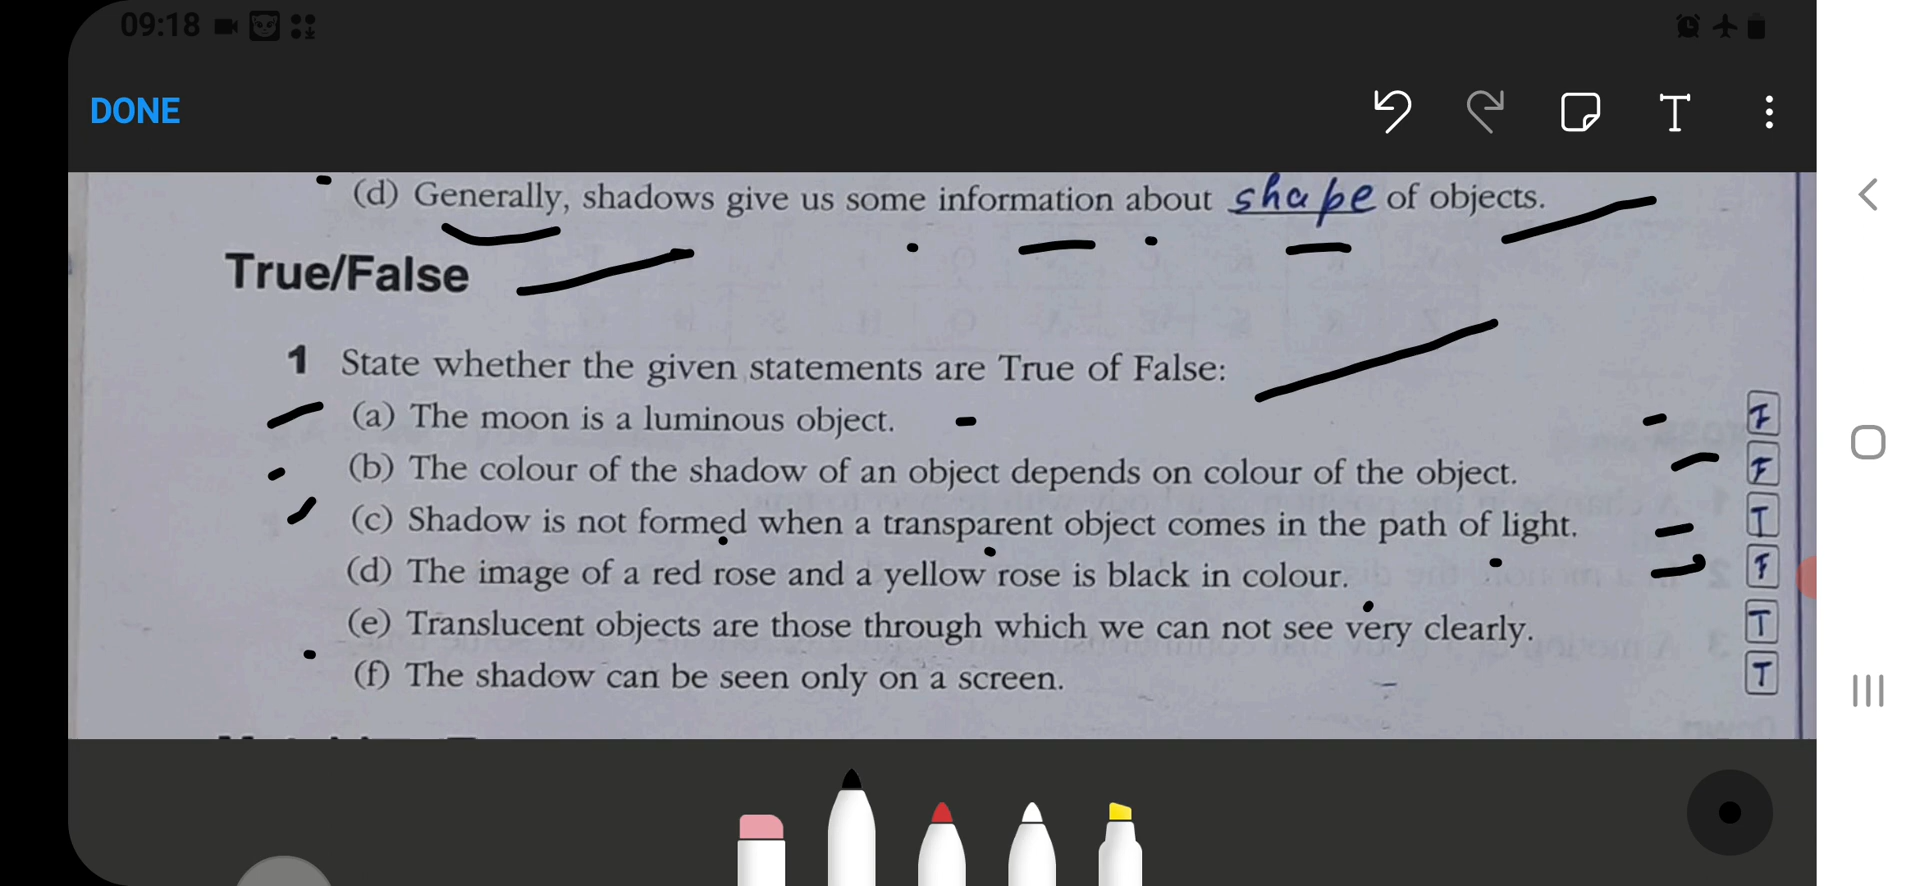 09:18
DONE
T
(d) Generally, shadows give us some information about shape of objects.
True/False
1 State whether the given statements are True of False:
(a) The moon is a luminous object. F
(b) The colour of the shadow of an object depends on colour of the object. F
(c) Shadow is not formed when a transparent object comes in the path of light. T
(d) The image of a red rose and a yellow rose is black in colour. F
(e) Translucent objects are those through which we can not see very clearly. T
(f) The shadow can be seen only on a screen. T